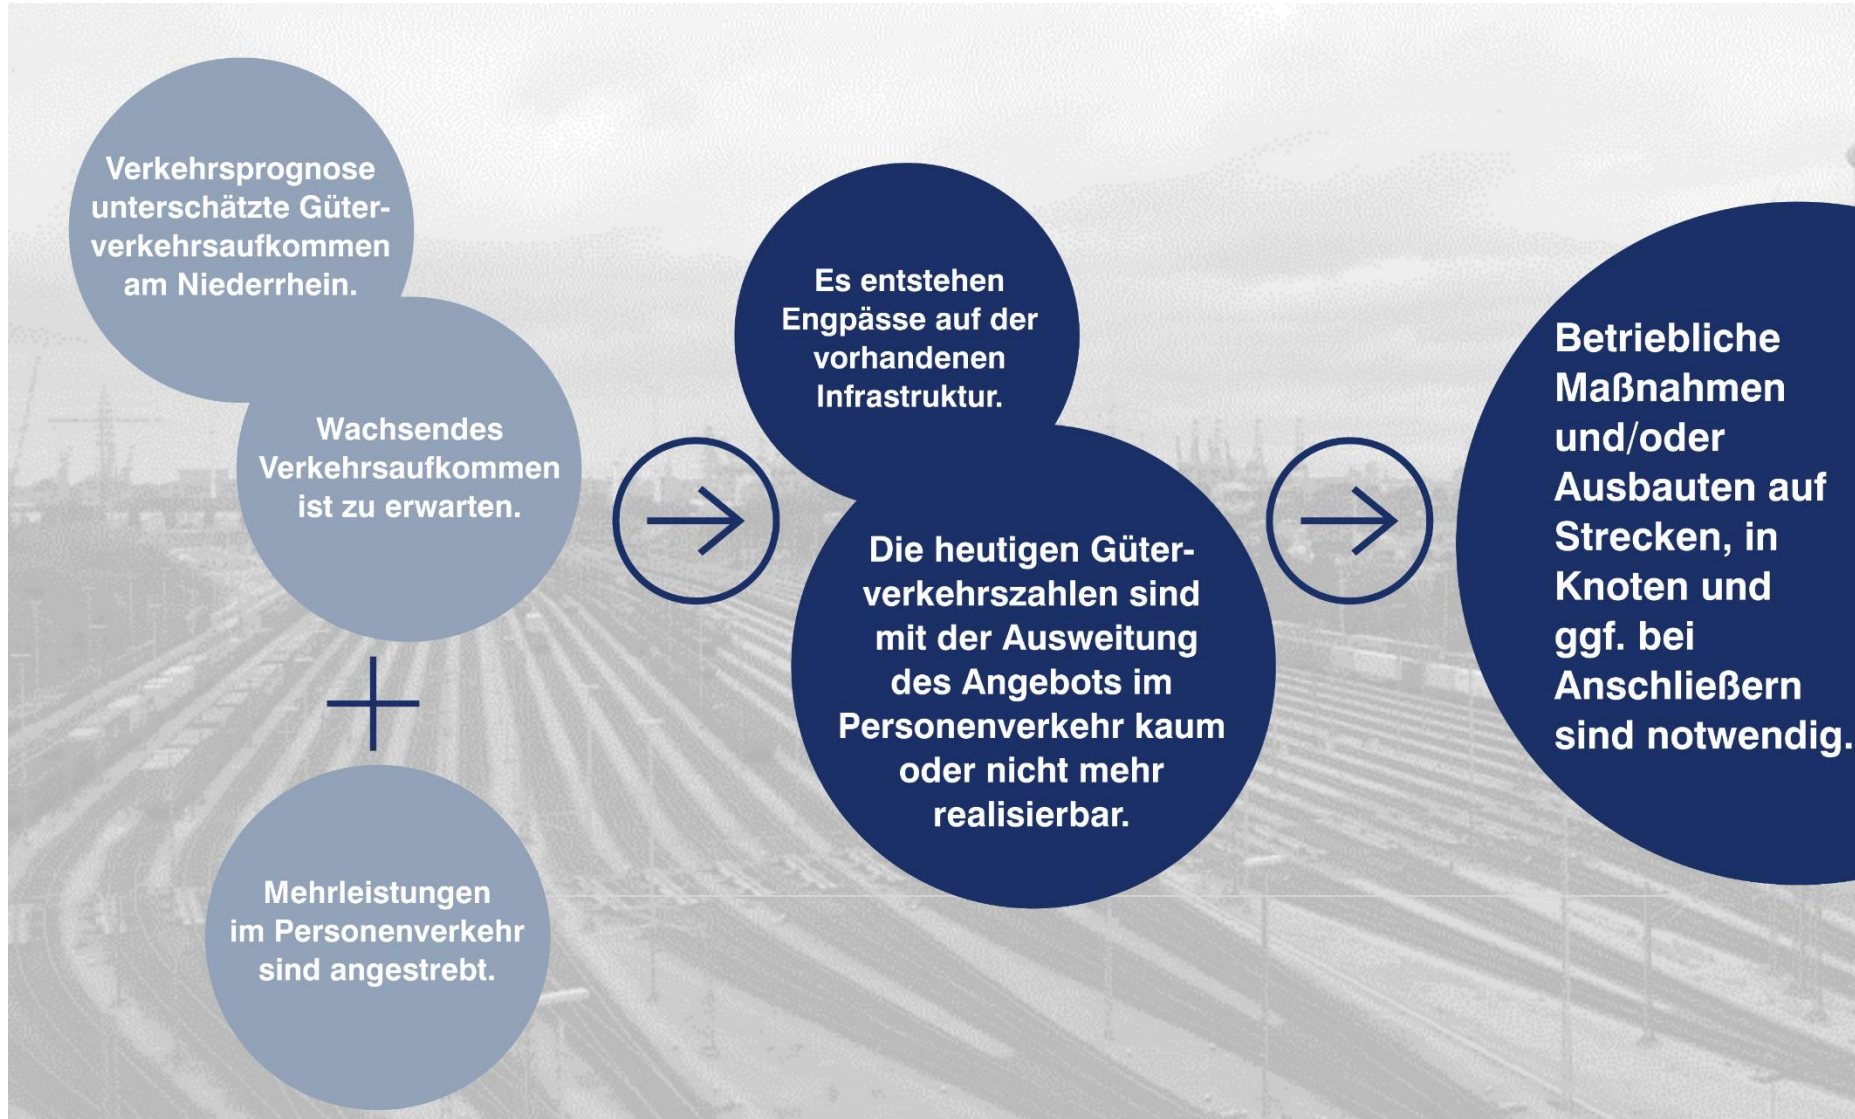 Verkehrsprognose
unterschätzte Güter-
verkehrsaufkommen
am Niederrhein.
Wachsendes
Verkehrsaufkommen
ist zu erwarten.
Mehrleistungen
im Personenverkehr
sind angestrebt.
Es entstehen
Engpässe auf der
vorhandenen
Infrastruktur.
Die heutigen Güter-
verkehrszahlen sind
mit der Ausweitung
des Angebots im
Personenverkehr kaum
oder nicht mehr
realisierbar.
Betriebliche
Maßnahmen
und/oder
Ausbauten auf
Strecken, in
Knoten und
ggf. bei
Anschließern
sind notwendig.